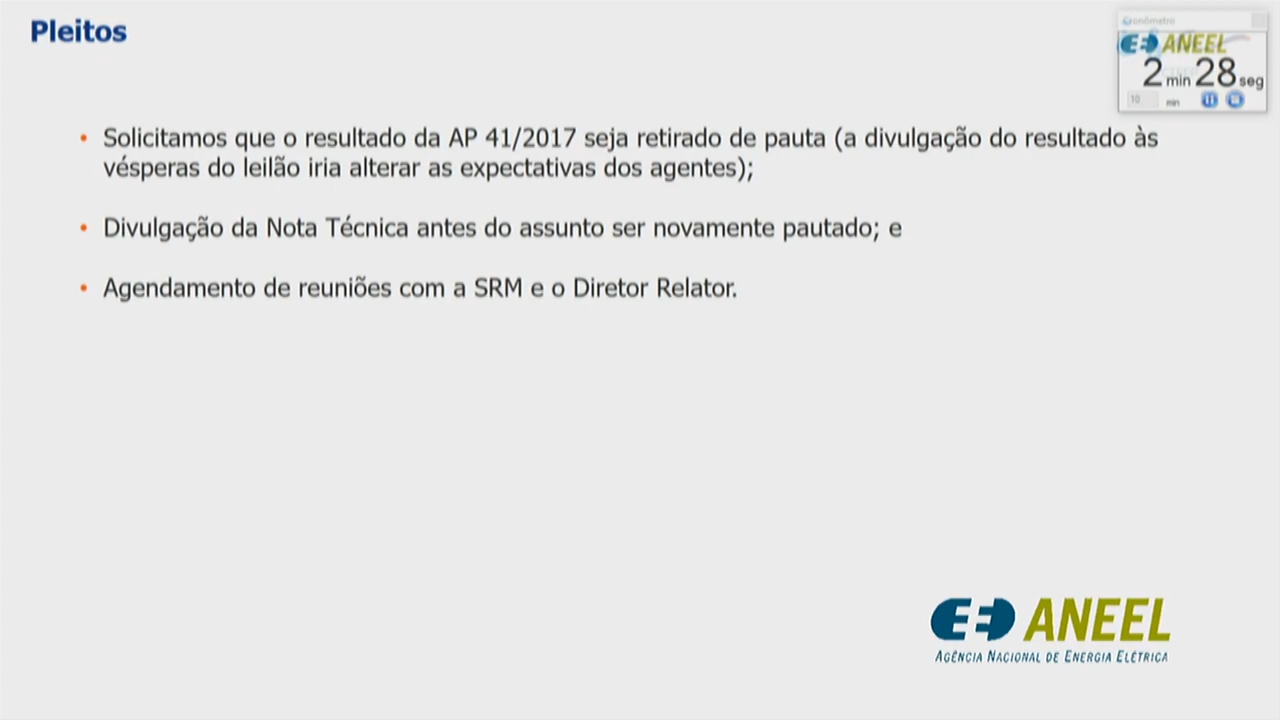 Pleitos
Cronômetro
ANEEL
2 min 28 seg
10 min
• Solicitamos que o resultado da AP 41/2017 seja retirado de pauta (a divulgação do resultado às
vésperas do leilão iria alterar as expectativas dos agentes);
• Divulgação da Nota Técnica antes do assunto ser novamente pautado; e
• Agendamento de reuniões com a SRM e o Diretor Relator.
ANEEL
AGÊNCIA NACIONAL DE ENERGIA ELÉTRICA